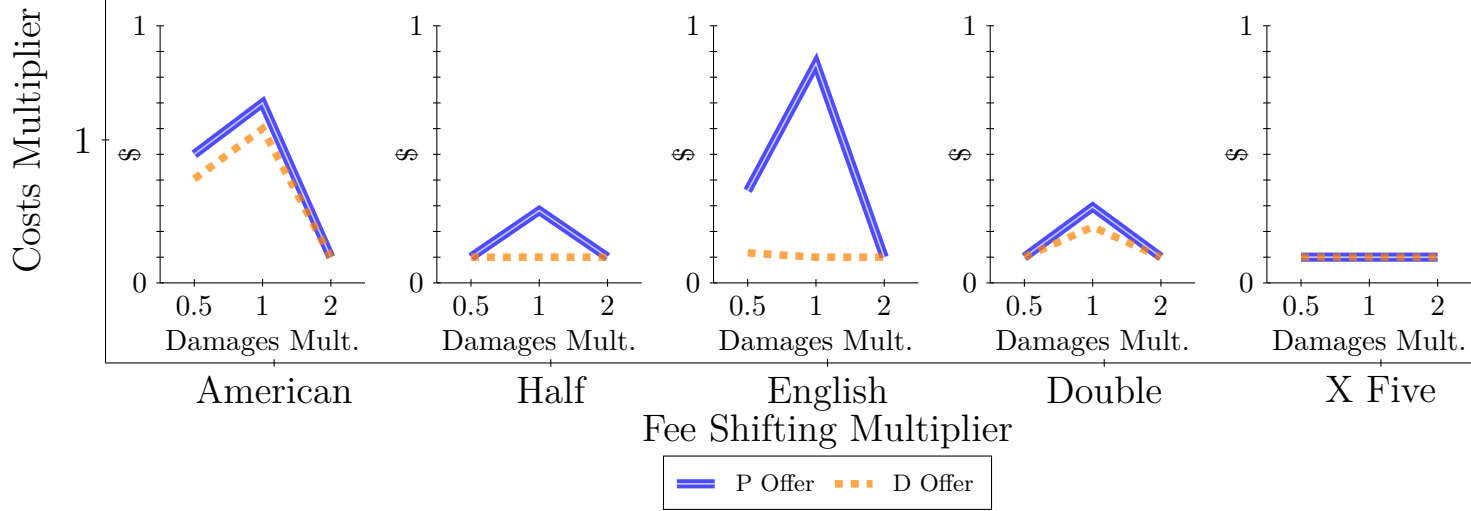 Costs Multiplier
1
1
$
0
0.5 1 2
Damages Mult.
1
$
0
0.5 1 2
Damages Mult.
1
$
0
0.5 1 2
Damages Mult.
1
$
0
0.5 1 2
Damages Mult.
1
$
0
0.5 1 2
Damages Mult.
American Half English Double X Five
Fee Shifting Multiplier
P Offer D Offer